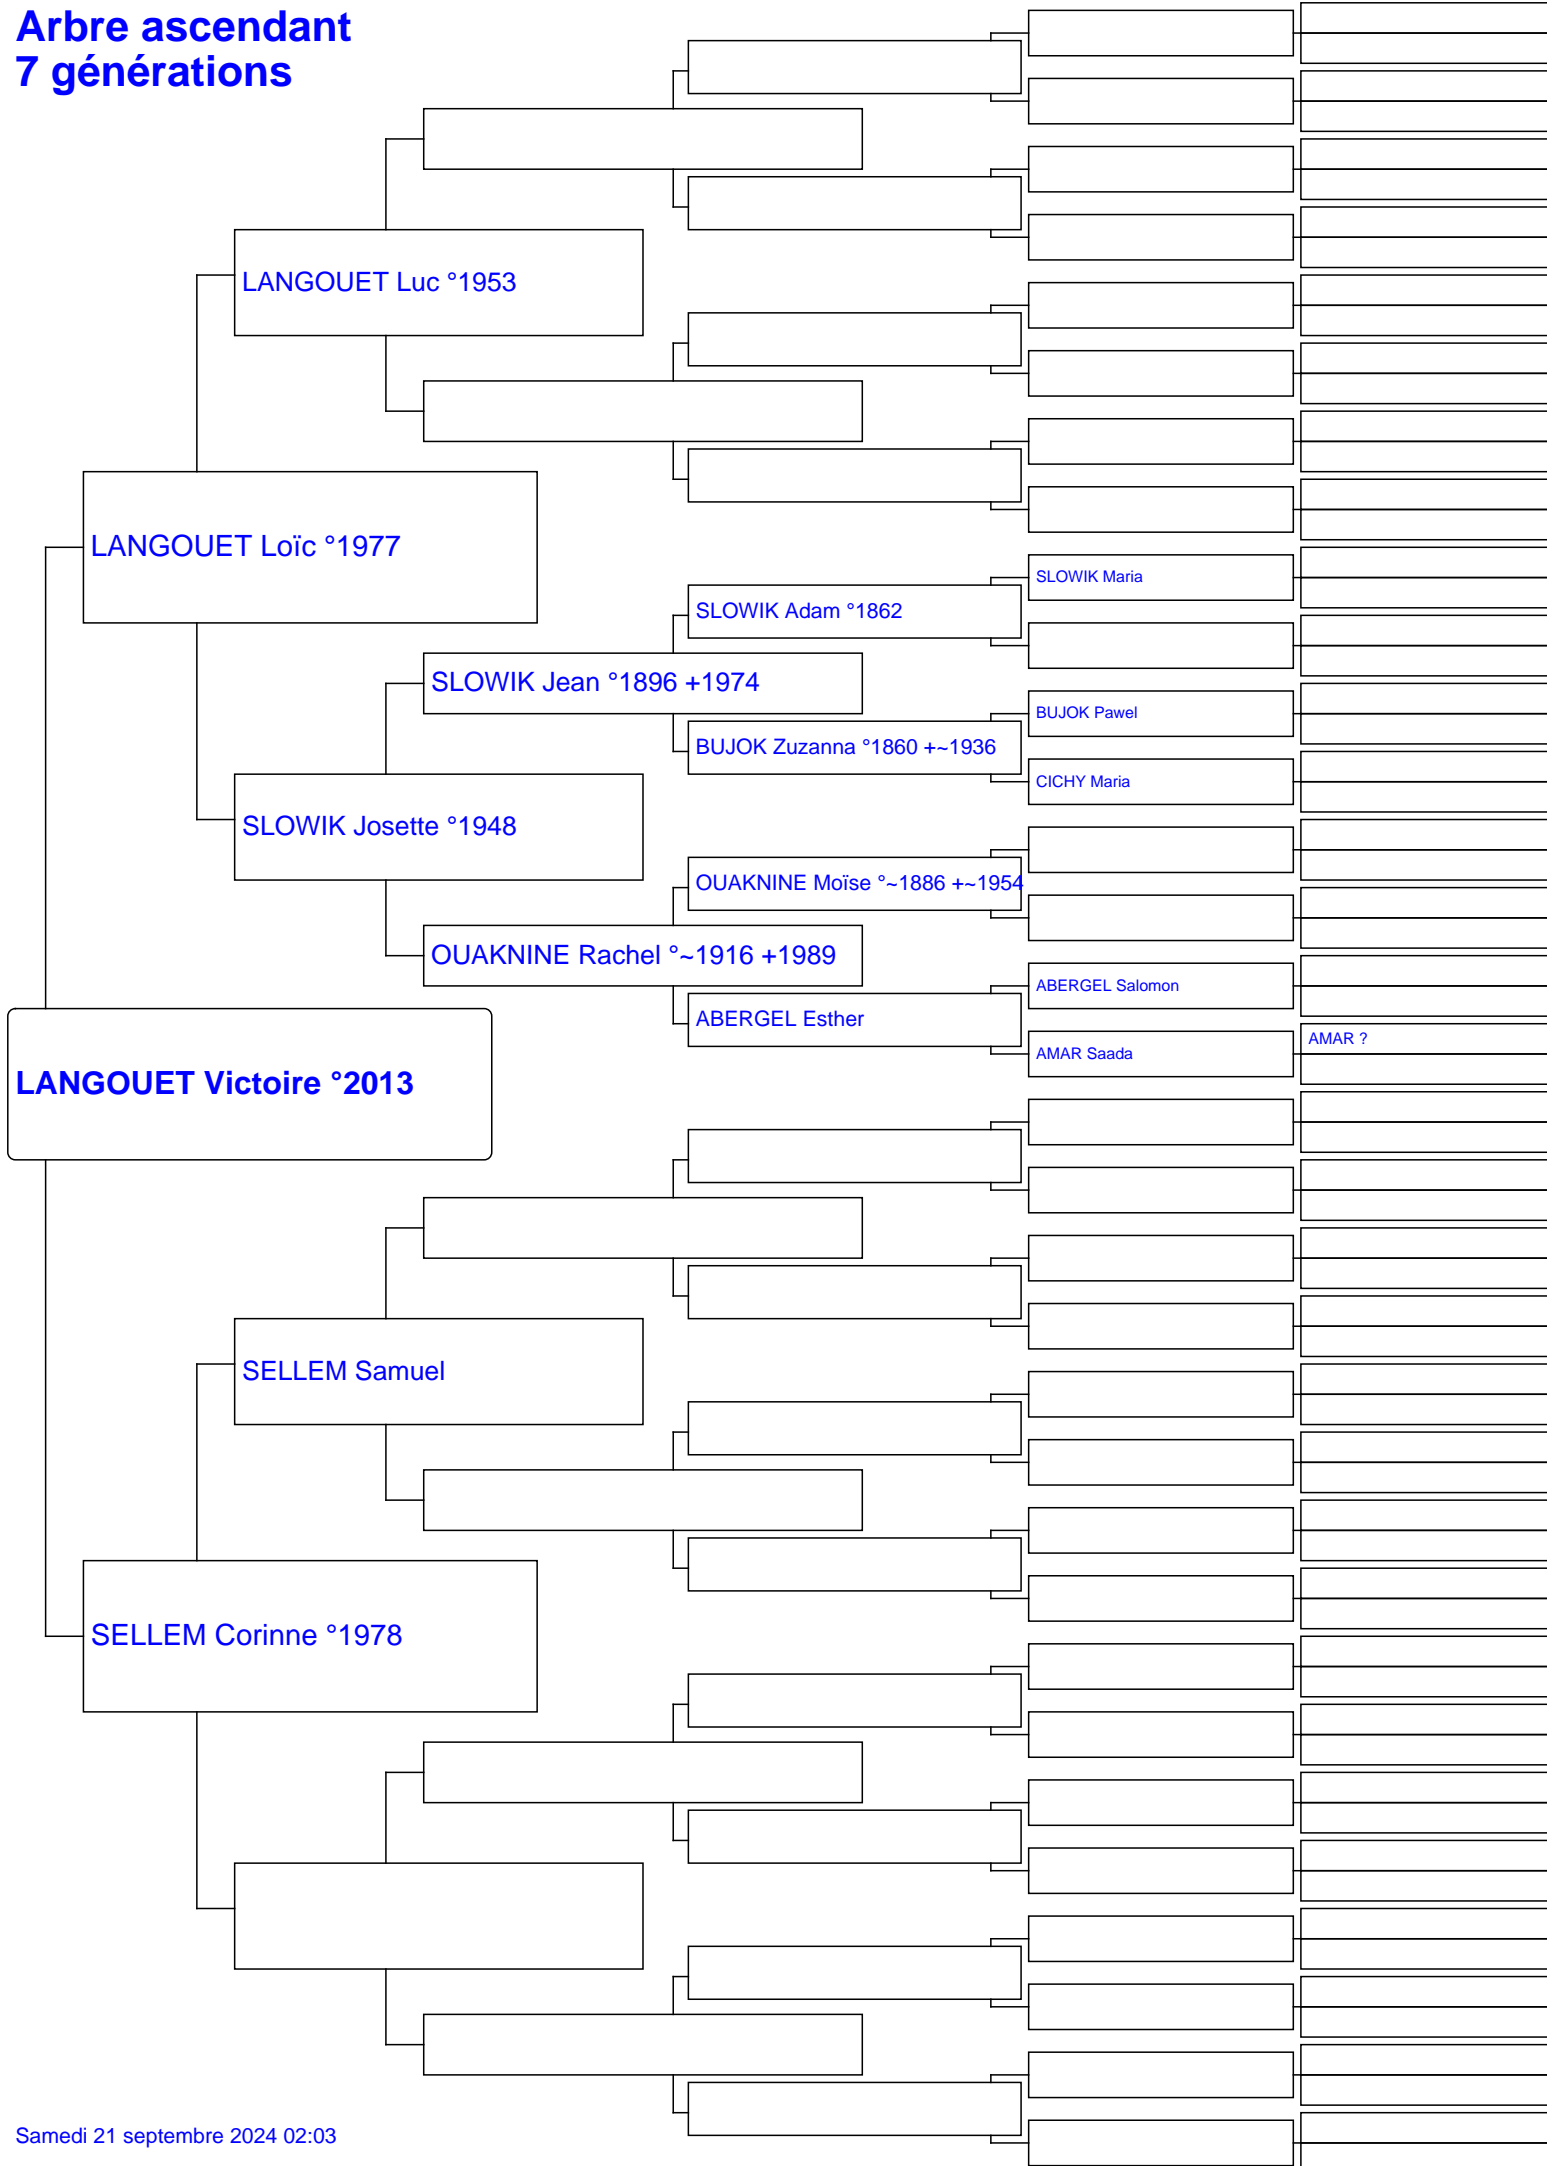 Arbre ascendant
7 générations
LANGOUET Luc °1953
LANGOUET Loïc °1977
SLOWIK Maria
SLOWIK Adam °1862
SLOWIK Jean °1896 +1974
BUJOK Pawel
BUJOK Zuzanna °1860 +~1936
CICHY Maria
SLOWIK Josette °1948
OUAKNINE Moïse °~1886 +~1954
OUAKNINE Rachel °~1916 +1989
ABERGEL Salomon
ABERGEL Esther
AMAR ?
AMAR Saada
LANGOUET Victoire °2013
SELLEM Samuel
SELLEM Corinne °1978
Samedi 21 septembre 2024 02:03